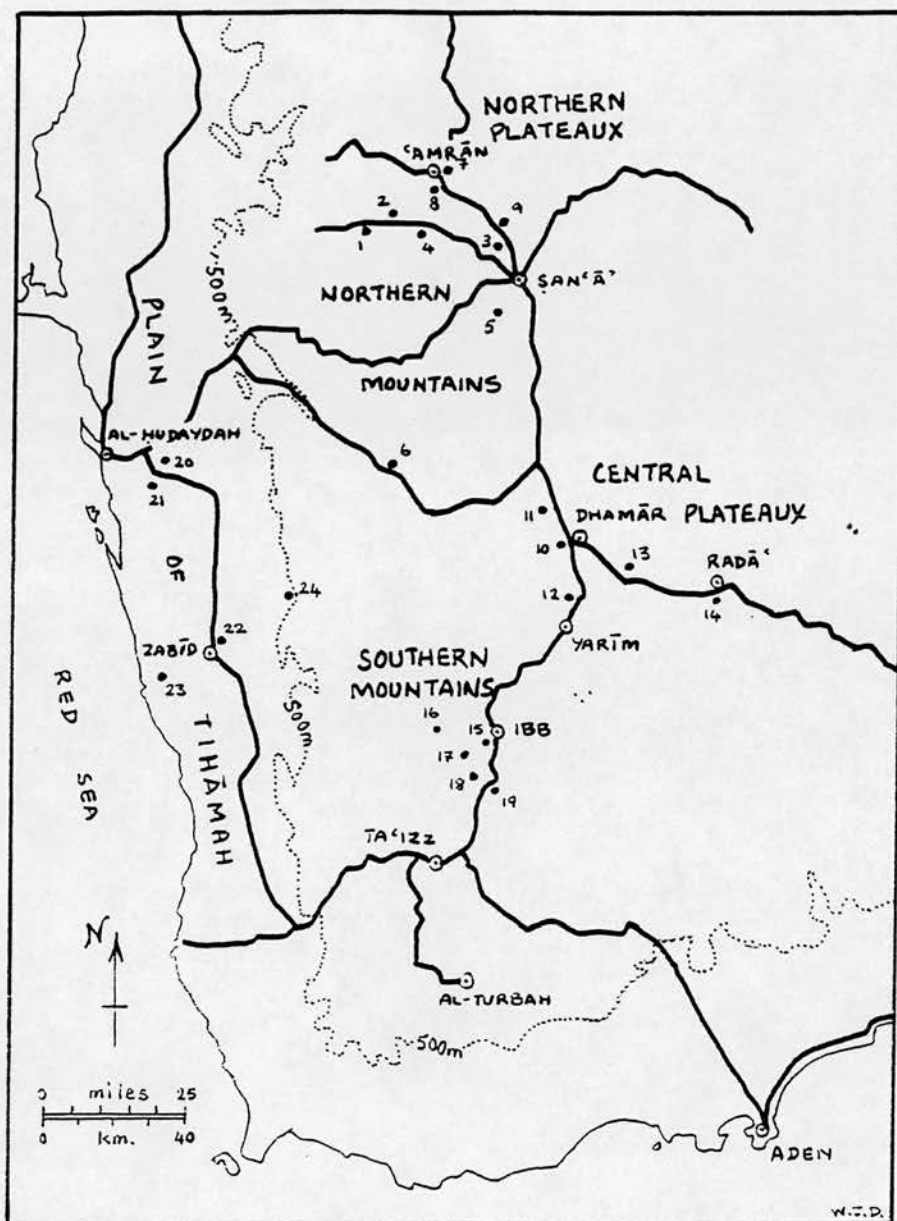 NORTHERN
PLATEAUX
ʿAMRĀN
7
8
2
9
1
4
3
ṢANʿĀʾ
500m
NORTHERN
5
PLAIN
MOUNTAINS
AL-ḤUDAYDAH
20
6
21
CENTRAL
11
DHAMĀR PLATEAUX
10
13
RADĀʿ
OF
24
12
14
22
ZABĪD
YARĪM
23
SOUTHERN
MOUNTAINS
RED SEA
500m
16
15
IBB
17
18
19
TIHĀMAH
TAʿIZZ
N
AL-TURBAH
500m
0 miles 25
0 km. 40
ADEN
W.J.D.